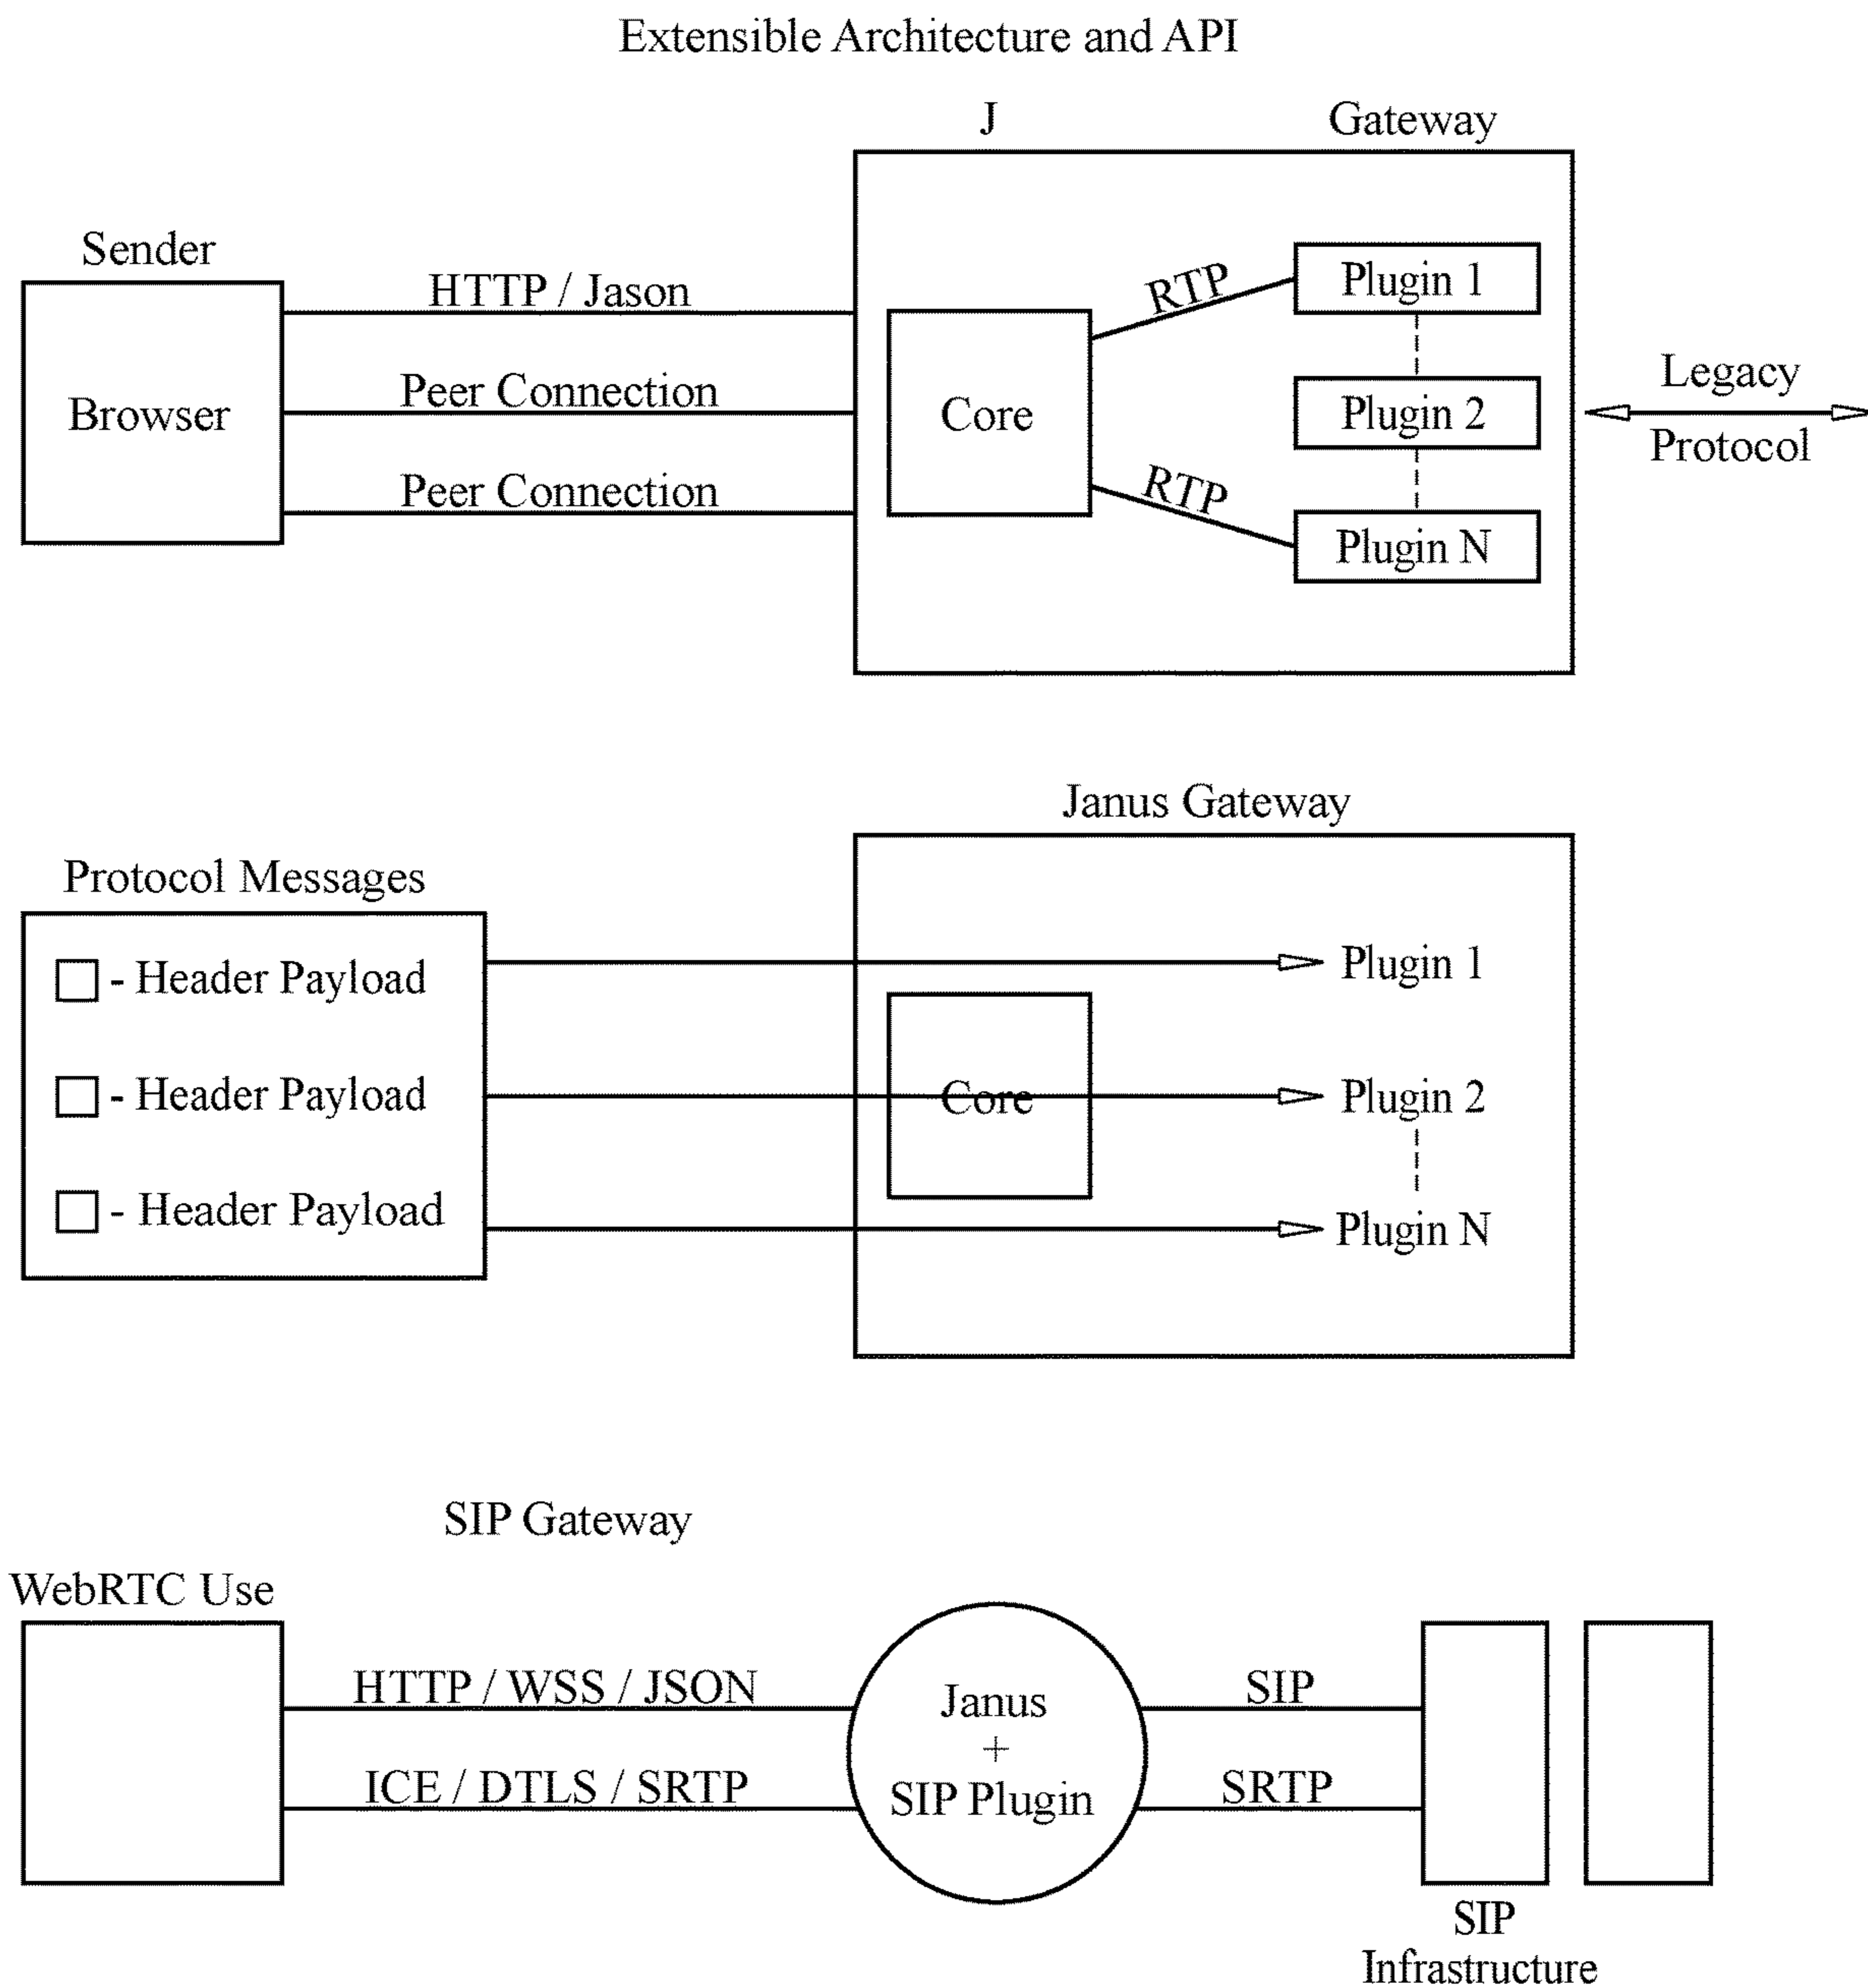 Extensible Architecture and API
J
Gateway
Sender
HTTP / Jason
RTP
Plugin 1
Browser
Peer Connection
Core
Plugin 2
Legacy
Protocol
Peer Connection
RTP
Plugin N
Janus Gateway
Protocol Messages
- Header Payload
Plugin 1
- Header Payload
Core
Plugin 2
- Header Payload
Plugin N
SIP Gateway
WebRTC Use
HTTP / WSS / JSON
Janus
+
SIP Plugin
SIP
ICE / DTLS / SRTP
SRTP
SIP
Infrastructure